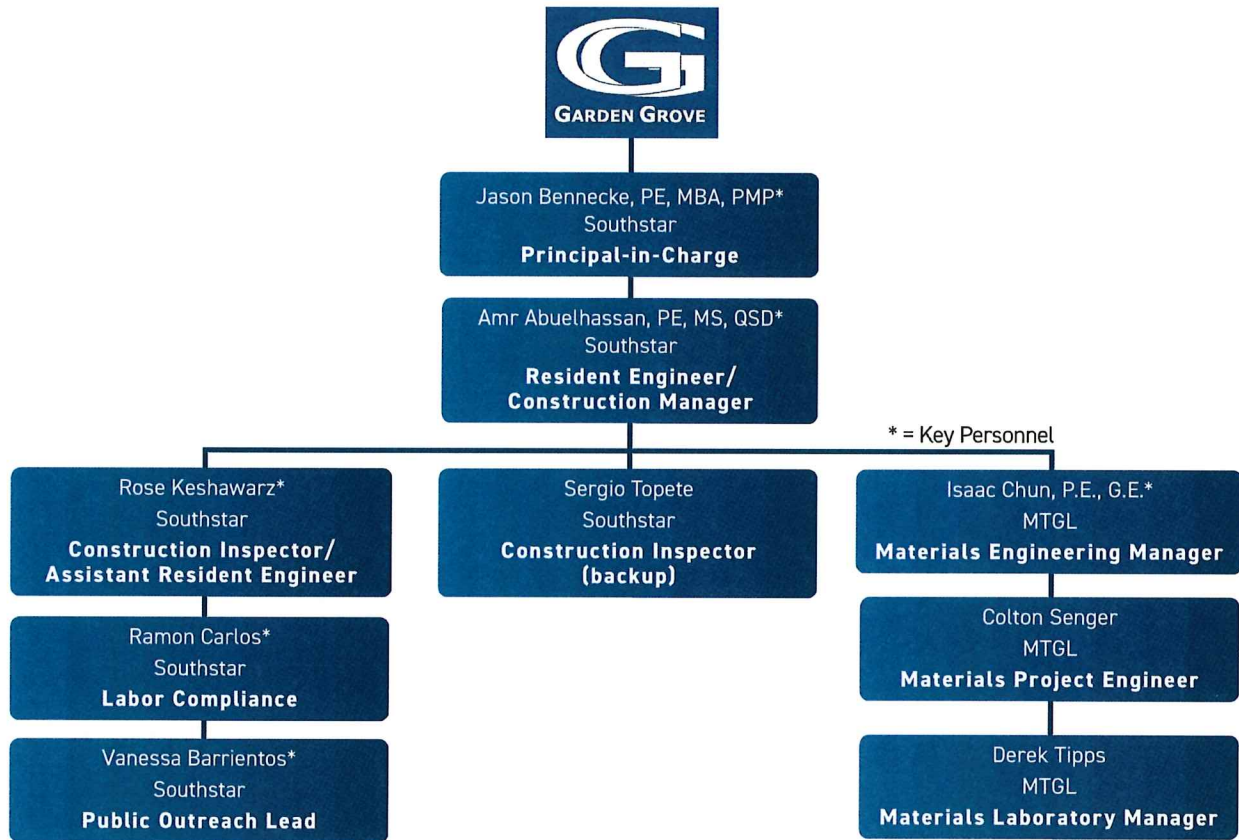 GG
GARDEN GROVE
Jason Bennecke, PE, MBA, PMP*
Southstar
Principal-in-Charge
Amr Abuelhassan, PE, MS, QSD*
Southstar
Resident Engineer/
Construction Manager
* = Key Personnel
Rose Keshawarz*
Southstar
Construction Inspector/
Assistant Resident Engineer
Sergio Topete
Southstar
Construction Inspector
(backup)
Isaac Chun, P.E., G.E.*
MTGL
Materials Engineering Manager
Ramon Carlos*
Southstar
Labor Compliance
Colton Senger
MTGL
Materials Project Engineer
Vanessa Barrientos*
Southstar
Public Outreach Lead
Derek Tipps
MTGL
Materials Laboratory Manager